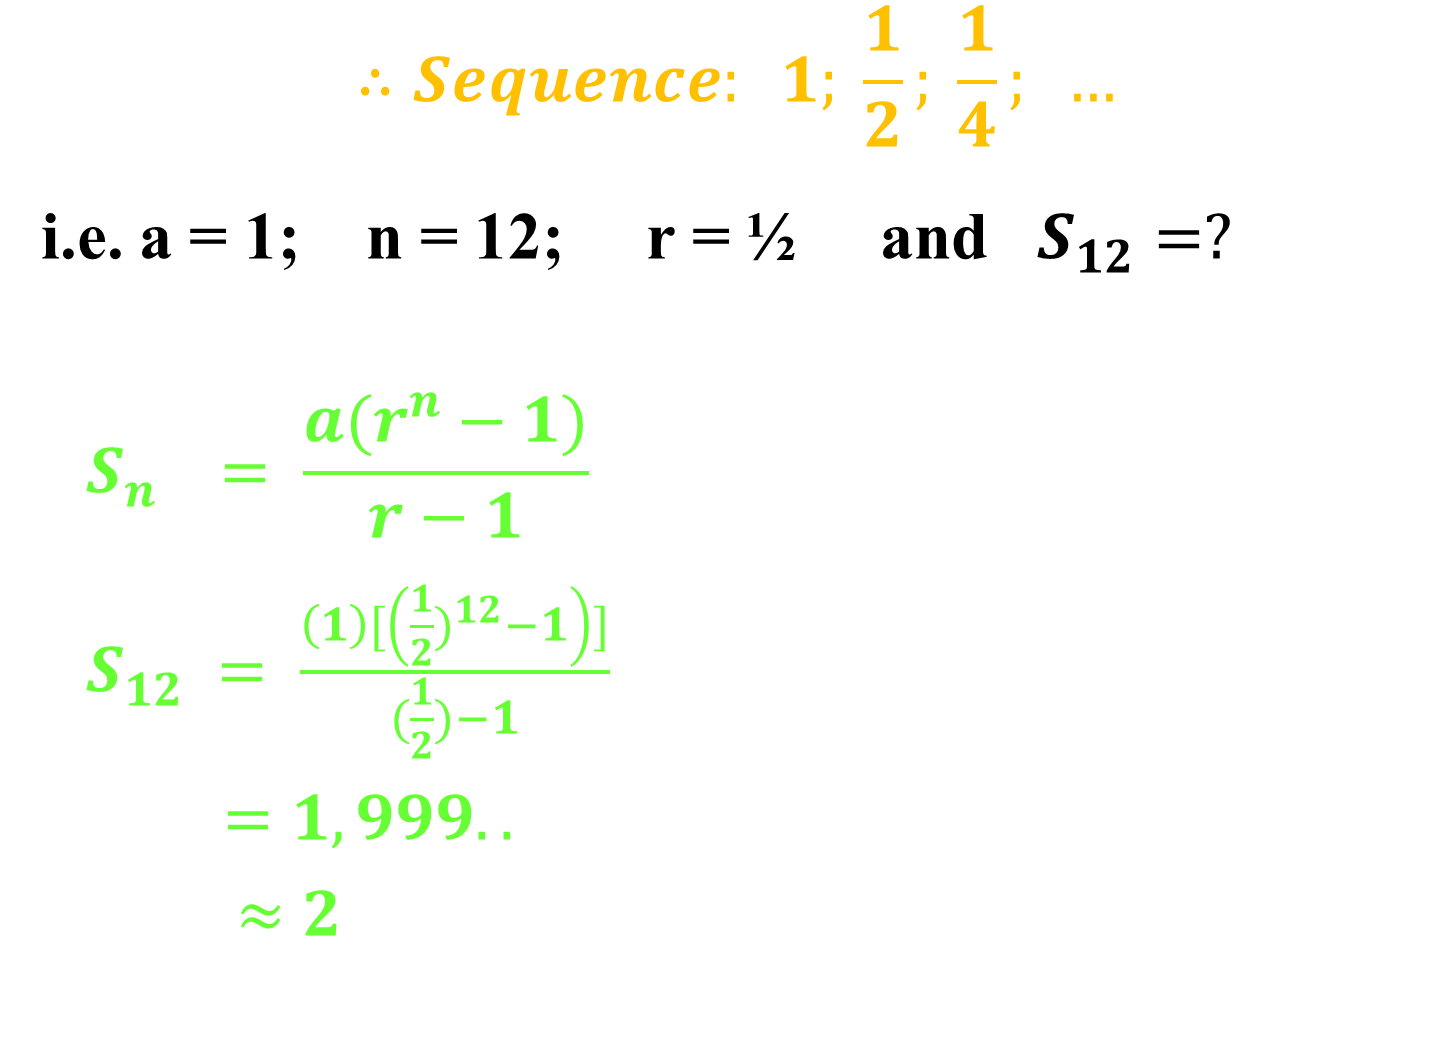 ∴ Sequence: 1; 1/2; 1/4; ...
i.e. a = 1; n = 12; r = ½ and S₁₂ =?
Sₙ = a(rⁿ − 1) / r − 1
S₁₂ = (1)[((1/2)¹²−1)] / (1/2)−1
= 1,999..
≈ 2